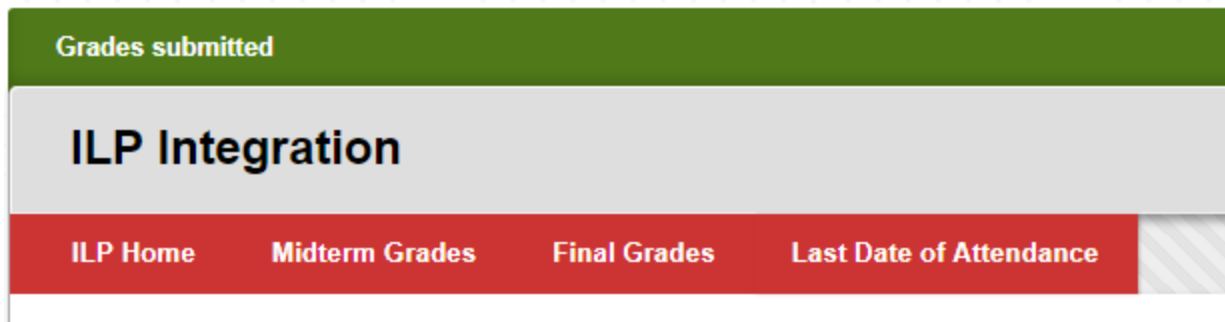 Grades submitted
ILP Integration
ILP Home Midterm Grades Final Grades Last Date of Attendance